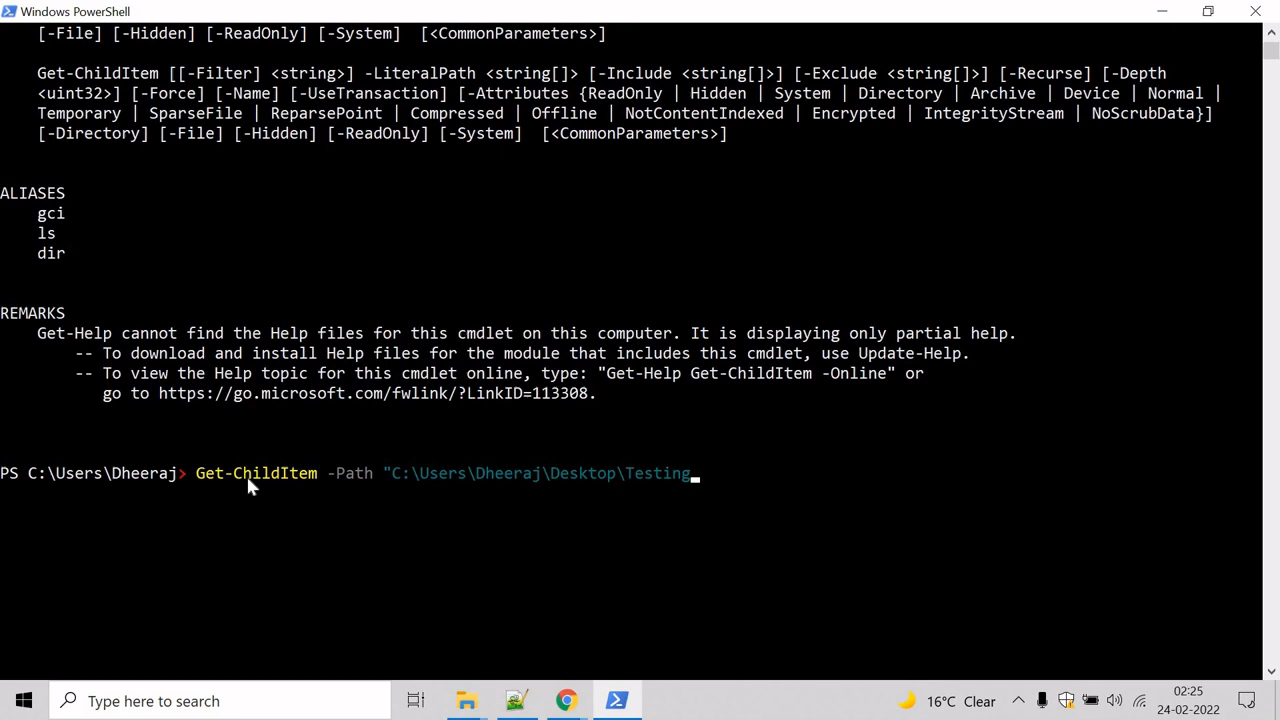 Windows PowerShell
[-File] [-Hidden] [-ReadOnly] [-System]  [<CommonParameters>]
Get-ChildItem [[-Filter] <string>] -LiteralPath <string[]> [-Include <string[]>] [-Exclude <string[]>] [-Recurse] [-Depth
<uint32>] [-Force] [-Name] [-UseTransaction] [-Attributes {ReadOnly | Hidden | System | Directory | Archive | Device | Normal |
Temporary | SparseFile | ReparsePoint | Compressed | Offline | NotContentIndexed | Encrypted | IntegrityStream | NoScrubData}]
[-Directory] [-File] [-Hidden] [-ReadOnly] [-System]  [<CommonParameters>]
ALIASES
gci
ls
dir
REMARKS
Get-Help cannot find the Help files for this cmdlet on this computer. It is displaying only partial help.
-- To download and install Help files for the module that includes this cmdlet, use Update-Help.
-- To view the Help topic for this cmdlet online, type: "Get-Help Get-ChildItem -Online" or
go to https://go.microsoft.com/fwlink/?LinkID=113308.
PS C:\Users\Dheeraj> Get-ChildItem -Path "C:\Users\Dheeraj\Desktop\Testing
Type here to search
16°C Clear
02:25
24-02-2022